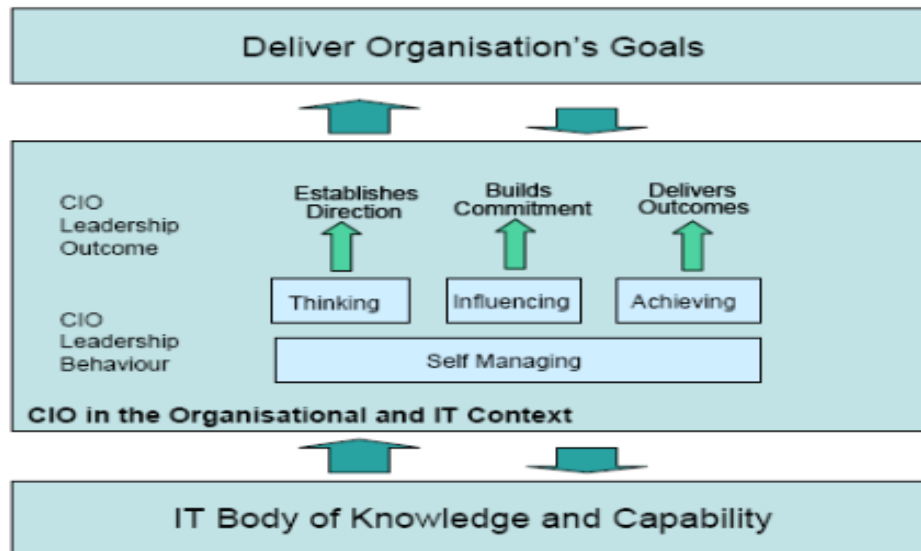 Deliver Organisation's Goals
CIO
Leadership
Outcome
Establishes
Direction
Builds
Commitment
Delivers
Outcomes
Thinking
Influencing
Achieving
CIO
Leadership
Behaviour
Self Managing
CIO in the Organisational and IT Context
IT Body of Knowledge and Capability